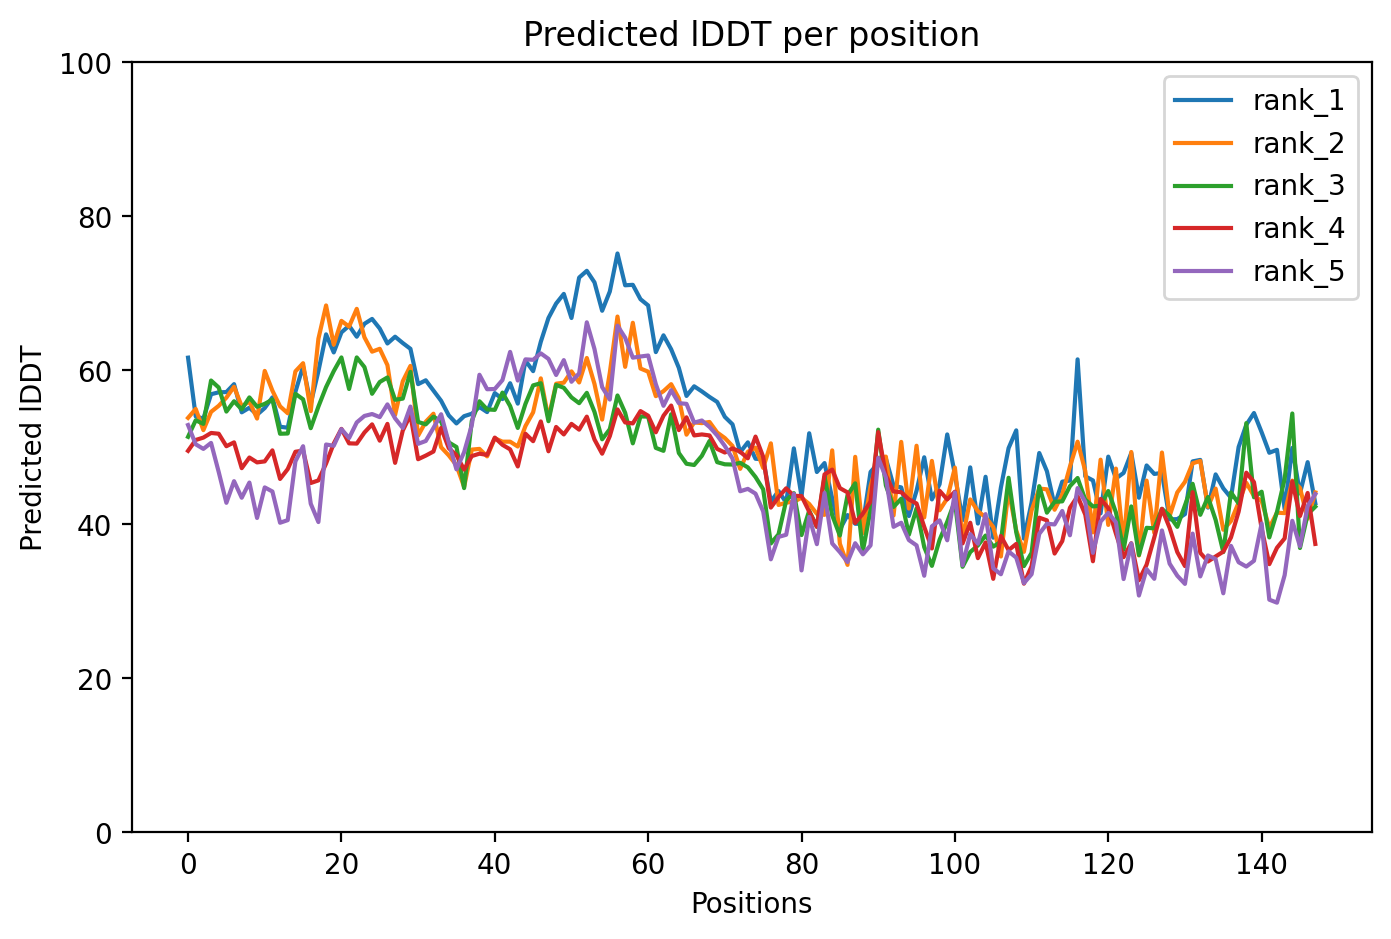 Predicted lDDT per position
100
80
60
40
20
0
Predicted lDDT
0 20 40 60 80 100 120 140
Positions
rank_1
rank_2
rank_3
rank_4
rank_5